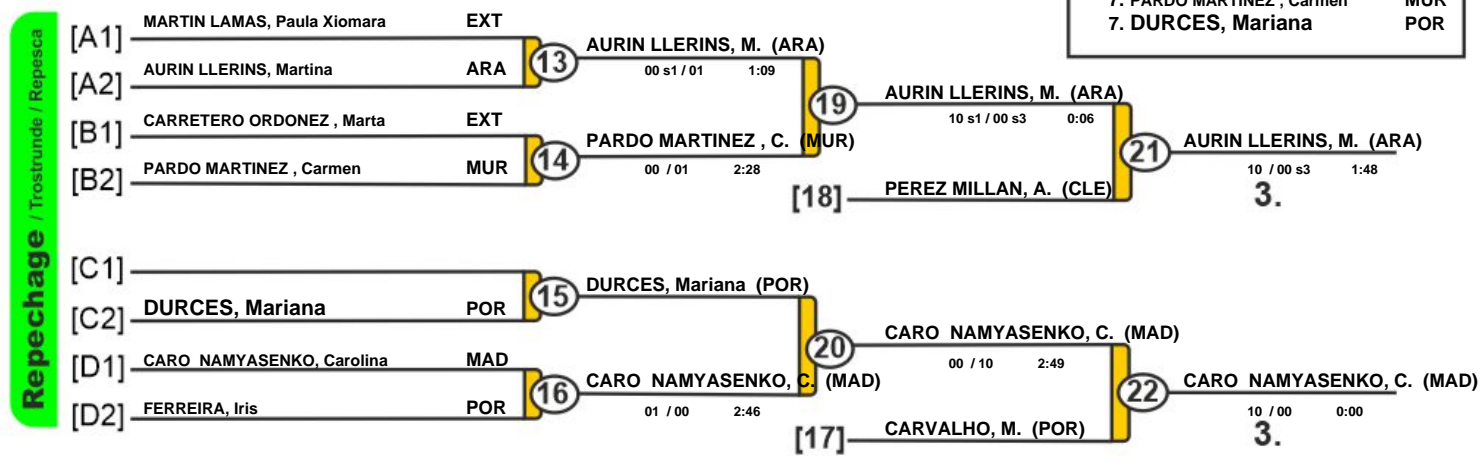 7. PARDO MARTINEZ , Carmen MUR
7. DURCES, Mariana POR
Repechage / Trostrunde / Repesca
[A1] MARTIN LAMAS, Paula Xiomara EXT
[A2] AURIN LLERINS, Martina ARA
13
AURIN LLERINS, M. (ARA)
00 s1 / 01 1:09
[B1] CARRETERO ORDONEZ , Marta EXT
[B2] PARDO MARTINEZ , Carmen MUR
14
PARDO MARTINEZ , C. (MUR)
00 / 01 2:28
19
AURIN LLERINS, M. (ARA)
10 s1 / 00 s3 0:06
[18] PEREZ MILLAN, A. (CLE)
21
AURIN LLERINS, M. (ARA)
10 / 00 s3 1:48
3.
[C1]
[C2] DURCES, Mariana POR
15
DURCES, Mariana (POR)
[D1] CARO NAMYASENKO, Carolina MAD
[D2] FERREIRA, Iris POR
16
CARO NAMYASENKO, C. (MAD)
01 / 00 2:46
20
CARO NAMYASENKO, C. (MAD)
00 / 10 2:49
[17] CARVALHO, M. (POR)
22
CARO NAMYASENKO, C. (MAD)
10 / 00 0:00
3.